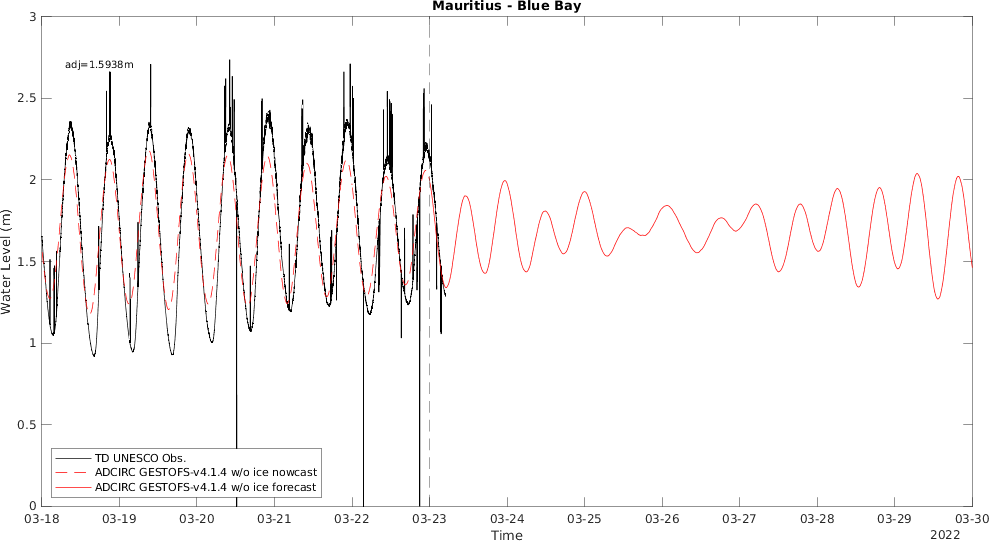 Mauritius - Blue Bay
3
adj=1.5938m
2.5
2
1.5
1
0.5
0
Water Level (m)
TD UNESCO Obs.
ADCIRC GESTOFS-v4.1.4 w/o ice nowcast
ADCIRC GESTOFS-v4.1.4 w/o ice forecast
03-18 03-19 03-20 03-21 03-22 03-23 03-24 03-25 03-26 03-27 03-28 03-29 03-30
Time
2022